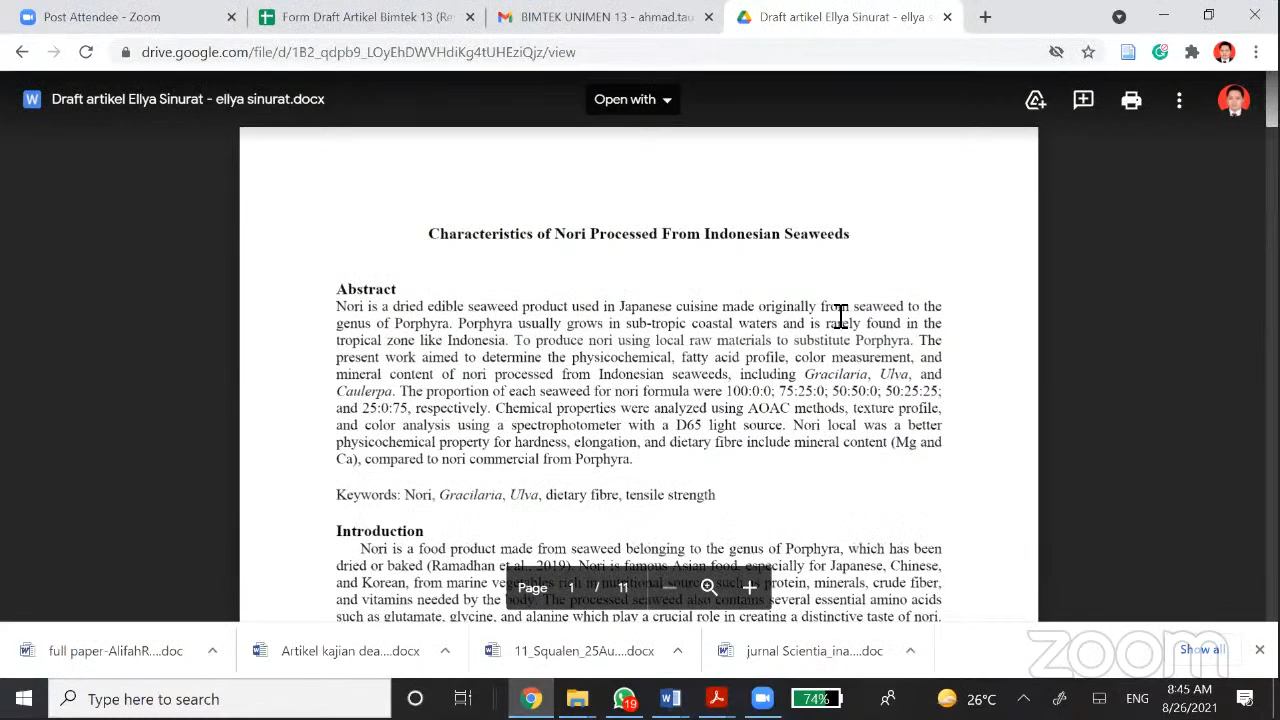 Post Attendee - Zoom
Form Draft Artikel Bimtek 13 (Re
BIMTEK UNIMEN 13 - ahmad.tau
Draft artikel Ellya Sinurat - ellya s
drive.google.com/file/d/1B2_qdpb9_LOyEhDWVHdiKg4tUHEziQjz/view
Draft artikel Ellya Sinurat - ellya sinurat.docx
Open with
Characteristics of Nori Processed From Indonesian Seaweeds
Abstract
Nori is a dried edible seaweed product used in Japanese cuisine made originally from seaweed to the
genus of Porphyra. Porphyra usually grows in sub-tropic coastal waters and is rarely found in the
tropical zone like Indonesia. To produce nori using local raw materials to substitute Porphyra. The
present work aimed to determine the physicochemical, fatty acid profile, color measurement, and
mineral content of nori processed from Indonesian seaweeds, including Gracilaria, Ulva, and
Caulerpa. The proportion of each seaweed for nori formula were 100:0:0; 75:25:0; 50:50:0; 50:25:25;
and 25:0:75, respectively. Chemical properties were analyzed using AOAC methods, texture profile,
and color analysis using a spectrophotometer with a D65 light source. Nori local was a better
physicochemical property for hardness, elongation, and dietary fibre include mineral content (Mg and
Ca), compared to nori commercial from Porphyra.
Keywords: Nori, Gracilaria, Ulva, dietary fibre, tensile strength
Introduction
Nori is a food product made from seaweed belonging to the genus of Porphyra, which has been
dried or baked (Ramadhan et al., 2019). Nori is famous Asian food, especially for Japanese, Chinese,
and Korean, from marine vegetables rich in nutritional source such as protein, minerals, crude fiber,
and vitamins needed by the body. The processed seaweed also contains several essential amino acids
such as glutamate, glycine, and alanine which play a crucial role in creating a distinctive taste of nori.
Page 1 / 11
full paper-AlifahR....doc
Artikel kajian dea....docx
11_Squalen_25Au....docx
jurnal Scientia_ina....doc
Show all
zoom
Type here to search
19
74%
26°C
ENG
8:45 AM
8/26/2021